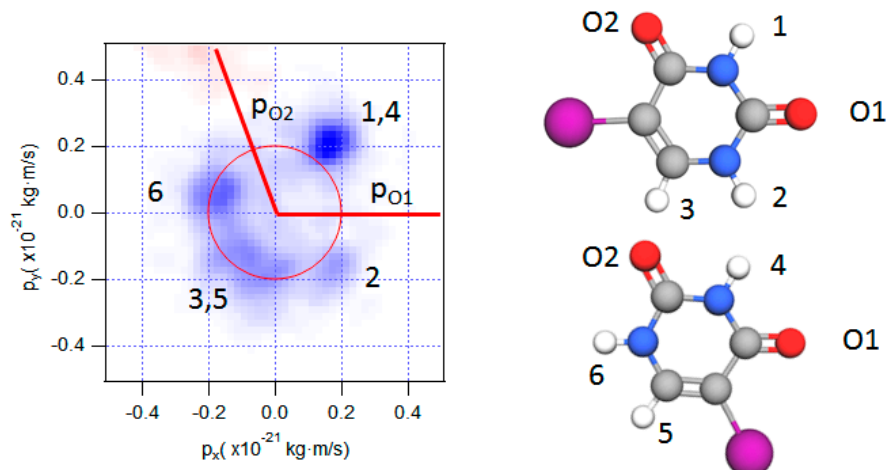 O2
1
0.4
p_O2
1,4
O1
0.2
p_y( x10^-21 kg·m/s)
6
p_O1
3
2
0.0
O2
4
-0.2
3,5
2
O1
-0.4
6
5
-0.4 -0.2 0.0 0.2 0.4
p_x( x10^-21 kg·m/s)